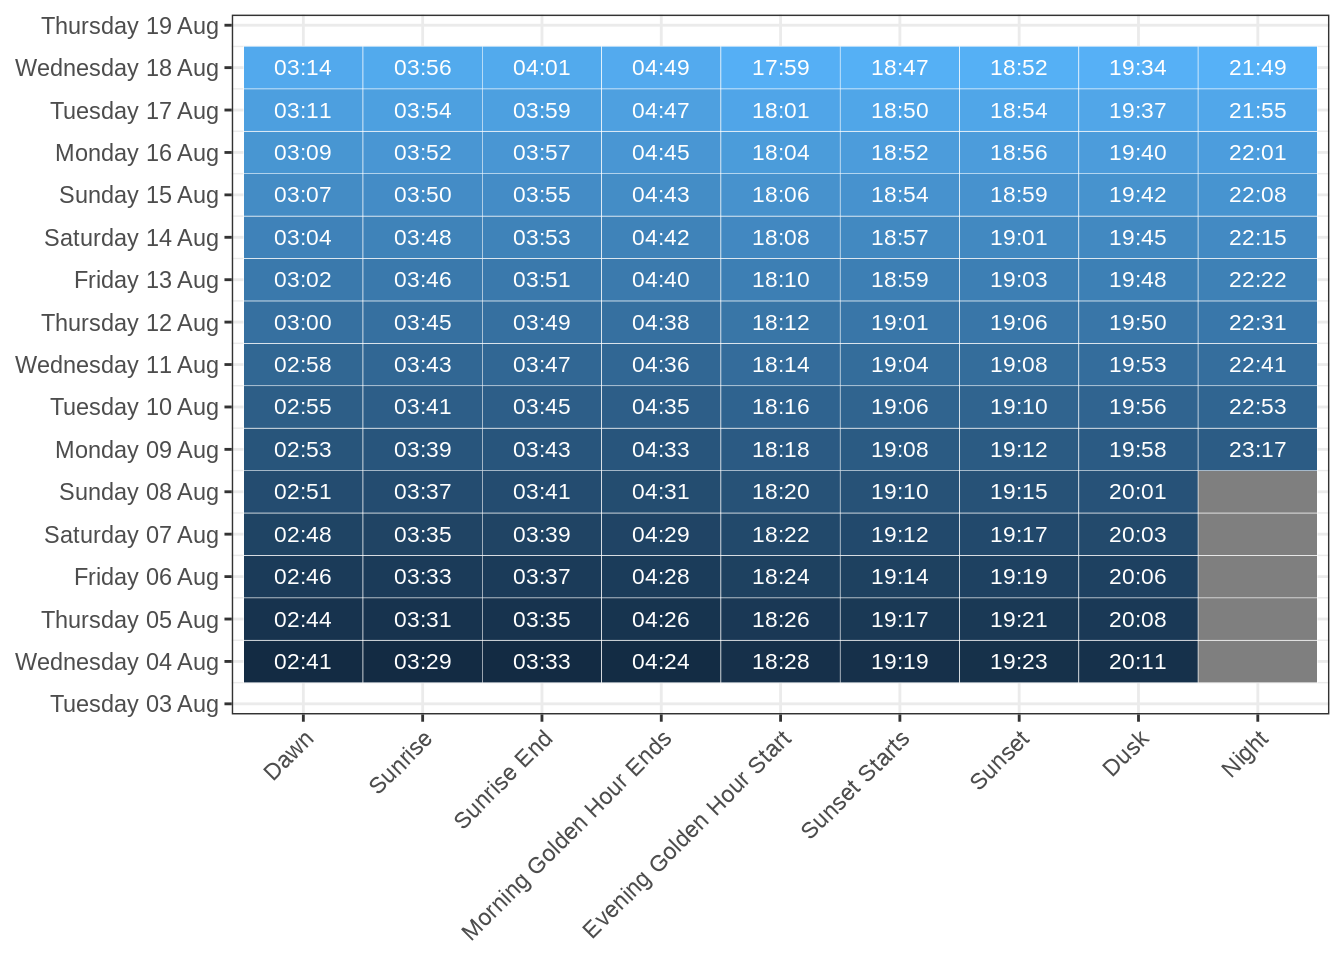 Thursday 19 Aug
Wednesday 18 Aug 03:14 03:56 04:01 04:49 17:59 18:47 18:52 19:34 21:49
Tuesday 17 Aug 03:11 03:54 03:59 04:47 18:01 18:50 18:54 19:37 21:55
Monday 16 Aug 03:09 03:52 03:57 04:45 18:04 18:52 18:56 19:40 22:01
Sunday 15 Aug 03:07 03:50 03:55 04:43 18:06 18:54 18:59 19:42 22:08
Saturday 14 Aug 03:04 03:48 03:53 04:42 18:08 18:57 19:01 19:45 22:15
Friday 13 Aug 03:02 03:46 03:51 04:40 18:10 18:59 19:03 19:48 22:22
Thursday 12 Aug 03:00 03:45 03:49 04:38 18:12 19:01 19:06 19:50 22:31
Wednesday 11 Aug 02:58 03:43 03:47 04:36 18:14 19:04 19:08 19:53 22:41
Tuesday 10 Aug 02:55 03:41 03:45 04:35 18:16 19:06 19:10 19:56 22:53
Monday 09 Aug 02:53 03:39 03:43 04:33 18:18 19:08 19:12 19:58 23:17
Sunday 08 Aug 02:51 03:37 03:41 04:31 18:20 19:10 19:15 20:01
Saturday 07 Aug 02:48 03:35 03:39 04:29 18:22 19:12 19:17 20:03
Friday 06 Aug 02:46 03:33 03:37 04:28 18:24 19:14 19:19 20:06
Thursday 05 Aug 02:44 03:31 03:35 04:26 18:26 19:17 19:21 20:08
Wednesday 04 Aug 02:41 03:29 03:33 04:24 18:28 19:19 19:23 20:11
Tuesday 03 Aug
Dawn
Sunrise
Sunrise End
Morning Golden Hour Ends
Evening Golden Hour Start
Sunset Starts
Sunset
Dusk
Night